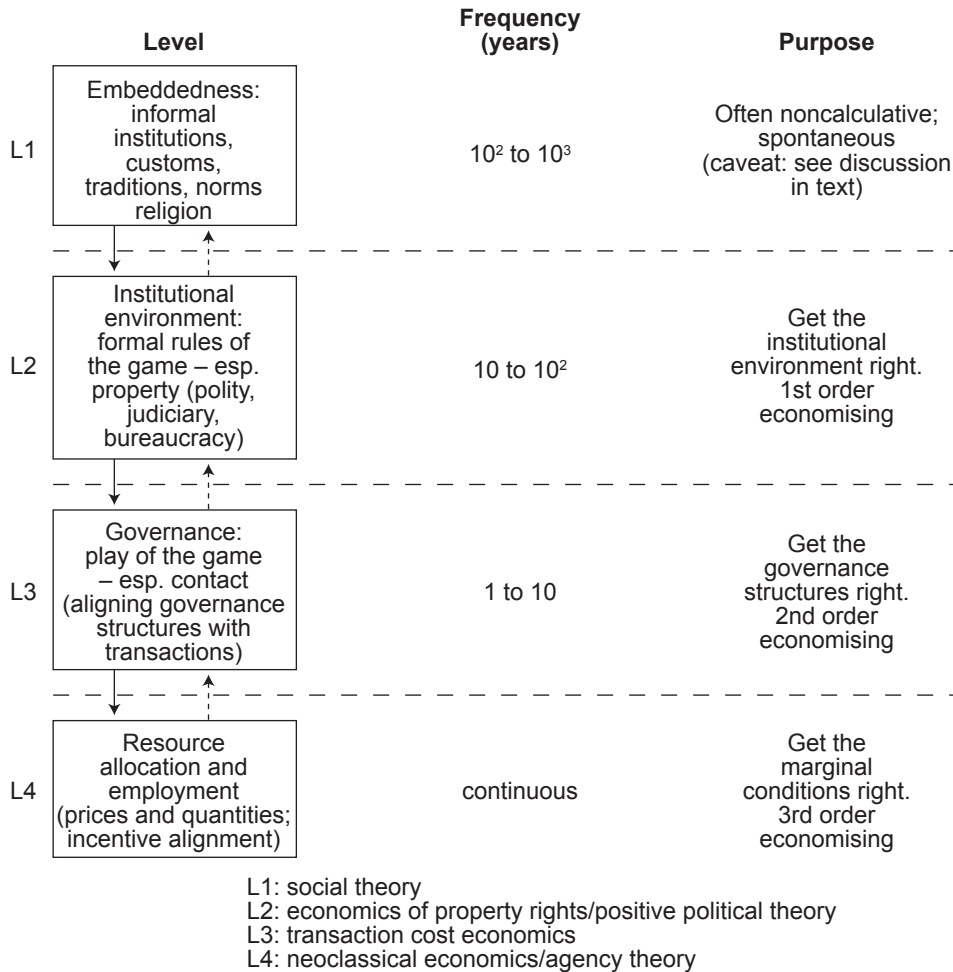 Level
Frequency
(years)
Purpose
L1
Embeddedness:
informal
institutions,
customs,
traditions, norms
religion
10² to 10³
Often noncalculative;
spontaneous
(caveat: see discussion
in text)
L2
Institutional
environment:
formal rules of
the game – esp.
property (polity,
judiciary,
bureaucracy)
10 to 10²
Get the
institutional
environment right.
1st order
economising
L3
Governance:
play of the game
– esp. contact
(aligning governance
structures with
transactions)
1 to 10
Get the
governance
structures right.
2nd order
economising
L4
Resource
allocation and
employment
(prices and quantities;
incentive alignment)
continuous
Get the
marginal
conditions right.
3rd order
economising
L1: social theory
L2: economics of property rights/positive political theory
L3: transaction cost economics
L4: neoclassical economics/agency theory